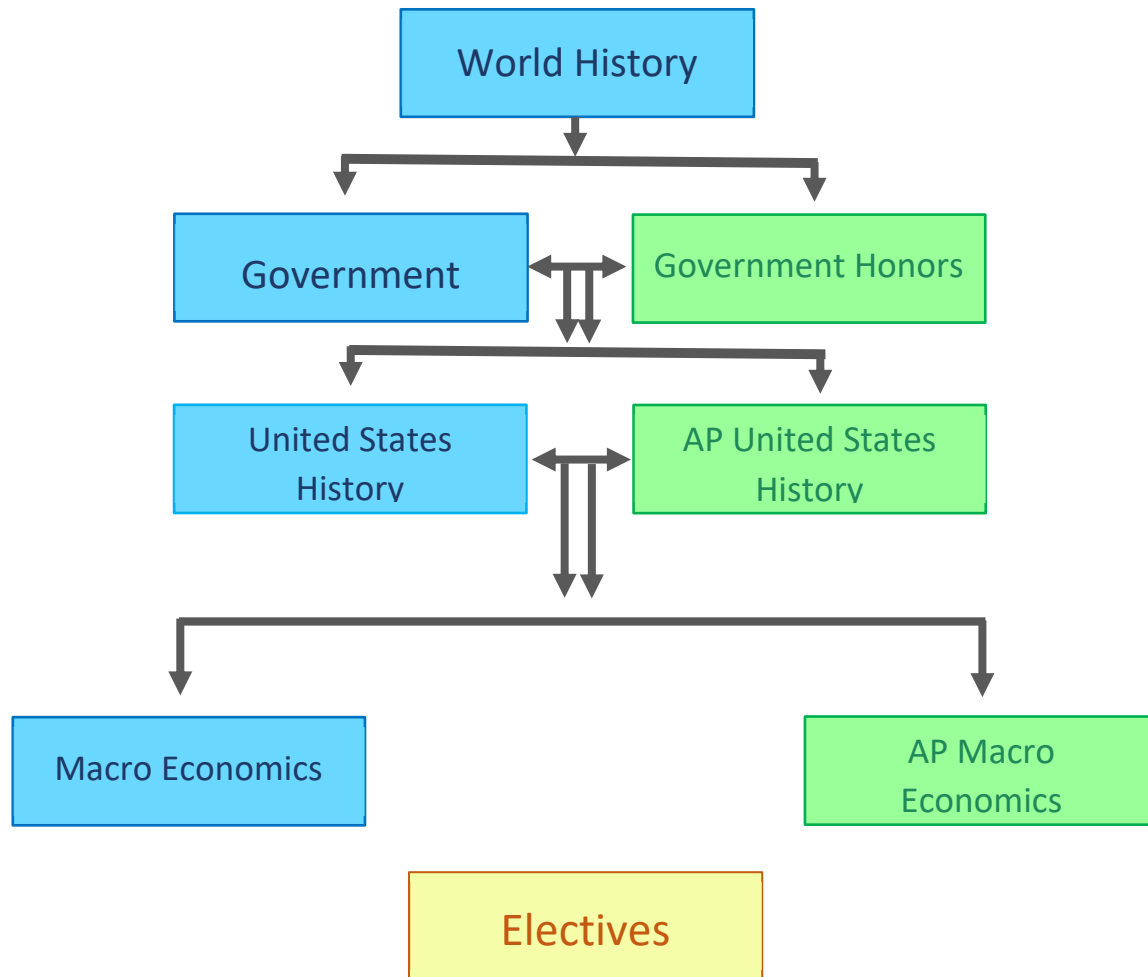 World History
Government
Government Honors
United States
History
AP United States
History
Macro Economics
AP Macro
Economics
Electives